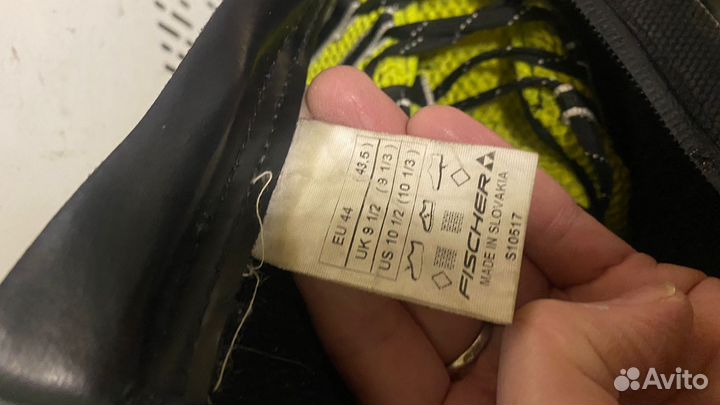 EU 44 (43,5)
UK 9 1/2 (9 1/3)
US 10 1/2 (10 1/3)
FISCHER
MADE IN SLOVAKIA
S10517
Avito